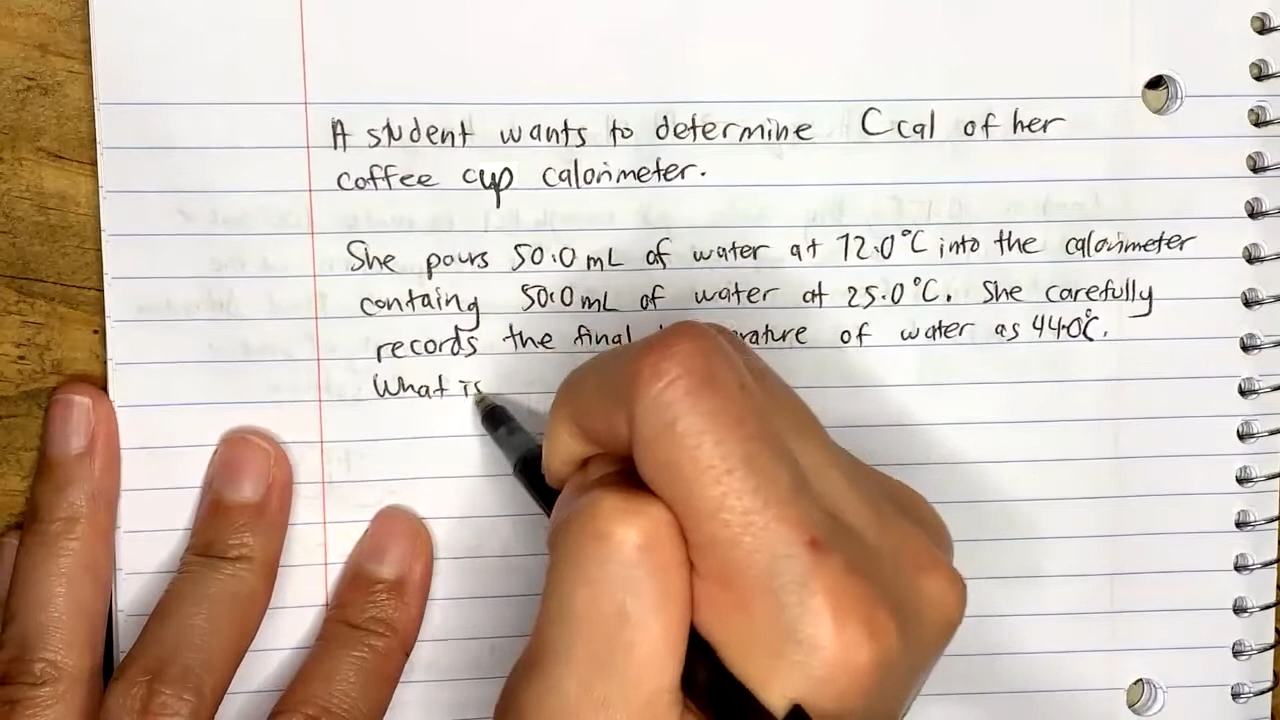 A student wants to determine Ccal of her
coffee cup calorimeter.
She pours 50.0 mL of water at 72.0°C into the calorimeter
containg 50.0 mL of water at 25.0°C. She carefully
records the final of water as 44.0°C.
What is